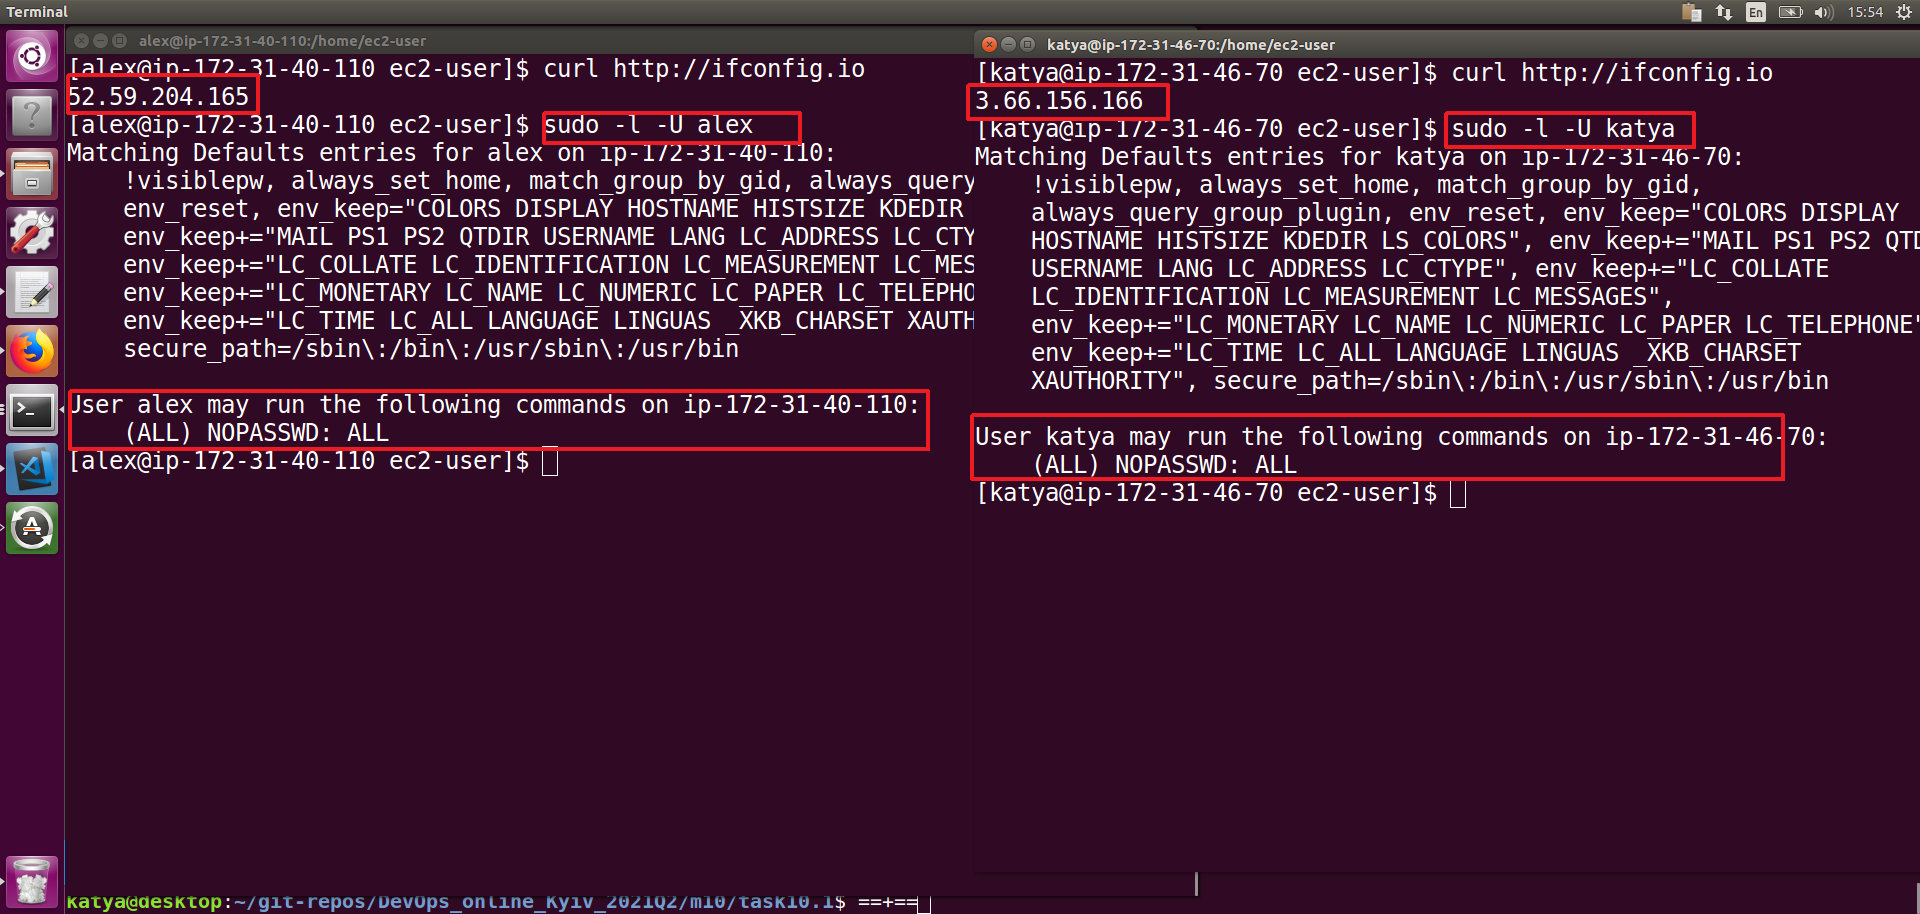 Terminal
En
15:54
alex@ip-172-31-40-110:/home/ec2-user
[alex@ip-172-31-40-110 ec2-user]$ curl http://ifconfig.io
52.59.204.165
[alex@ip-172-31-40-110 ec2-user]$ sudo -l -U alex
Matching Defaults entries for alex on ip-172-31-40-110:
    !visiblepw, always_set_home, match_group_by_gid, always_query
    env_reset, env_keep="COLORS DISPLAY HOSTNAME HISTSIZE KDEDIR
    env_keep+="MAIL PS1 PS2 QTDIR USERNAME LANG LC_ADDRESS LC_CTY
    env_keep+="LC_COLLATE LC_IDENTIFICATION LC_MEASUREMENT LC_MES
    env_keep+="LC_MONETARY LC_NAME LC_NUMERIC LC_PAPER LC_TELEPHO
    env_keep+="LC_TIME LC_ALL LANGUAGE LINGUAS _XKB_CHARSET XAUTH
    secure_path=/sbin\:/bin\:/usr/sbin\:/usr/bin
User alex may run the following commands on ip-172-31-40-110:
    (ALL) NOPASSWD: ALL
[alex@ip-172-31-40-110 ec2-user]$
katya@ip-172-31-46-70:/home/ec2-user
[katya@ip-172-31-46-70 ec2-user]$ curl http://ifconfig.io
3.66.156.166
[katya@ip-172-31-46-70 ec2-user]$ sudo -l -U katya
Matching Defaults entries for katya on ip-172-31-46-70:
    !visiblepw, always_set_home, match_group_by_gid,
    always_query_group_plugin, env_reset, env_keep="COLORS DISPLAY
    HOSTNAME HISTSIZE KDEDIR LS_COLORS", env_keep+="MAIL PS1 PS2 QTD
    USERNAME LANG LC_ADDRESS LC_CTYPE", env_keep+="LC_COLLATE
    LC_IDENTIFICATION LC_MEASUREMENT LC_MESSAGES",
    env_keep+="LC_MONETARY LC_NAME LC_NUMERIC LC_PAPER LC_TELEPHONE"
    env_keep+="LC_TIME LC_ALL LANGUAGE LINGUAS _XKB_CHARSET
    XAUTHORITY", secure_path=/sbin\:/bin\:/usr/sbin\:/usr/bin
User katya may run the following commands on ip-172-31-46-70:
    (ALL) NOPASSWD: ALL
[katya@ip-172-31-46-70 ec2-user]$
katya@desktop:~/git-repos/DevOps_online_Kyiv_2021Q2/m10/task10.1$ ==+==